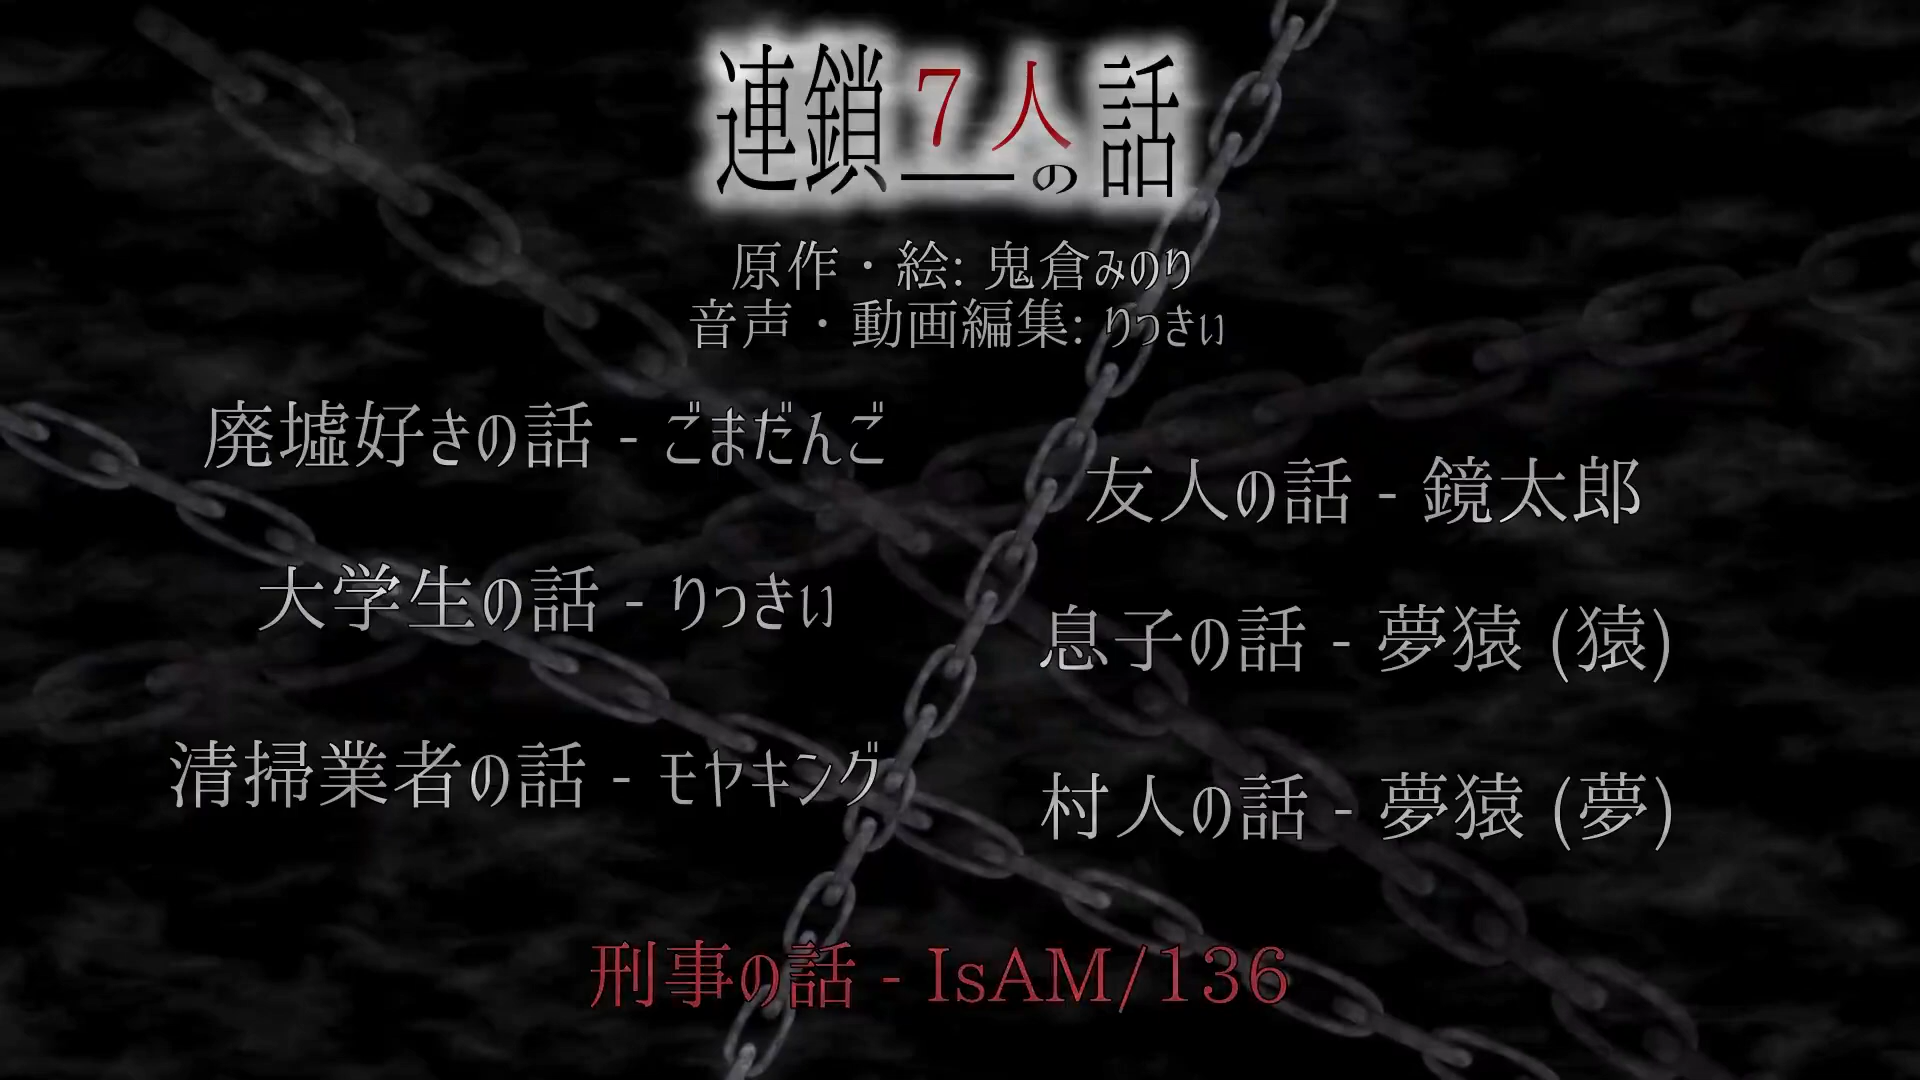 連鎖7人の話
原作・絵: 鬼倉みのり
音声・動画編集: りつきぃ
廃墟好きの話 - ごまだんご
友人の話 - 鏡太郎
大学生の話 - りつきぃ
息子の話 - 夢猿 (猿)
清掃業者の話 - モヤキング
村人の話 - 夢猿 (夢)
刑事の話 - IsAM/136